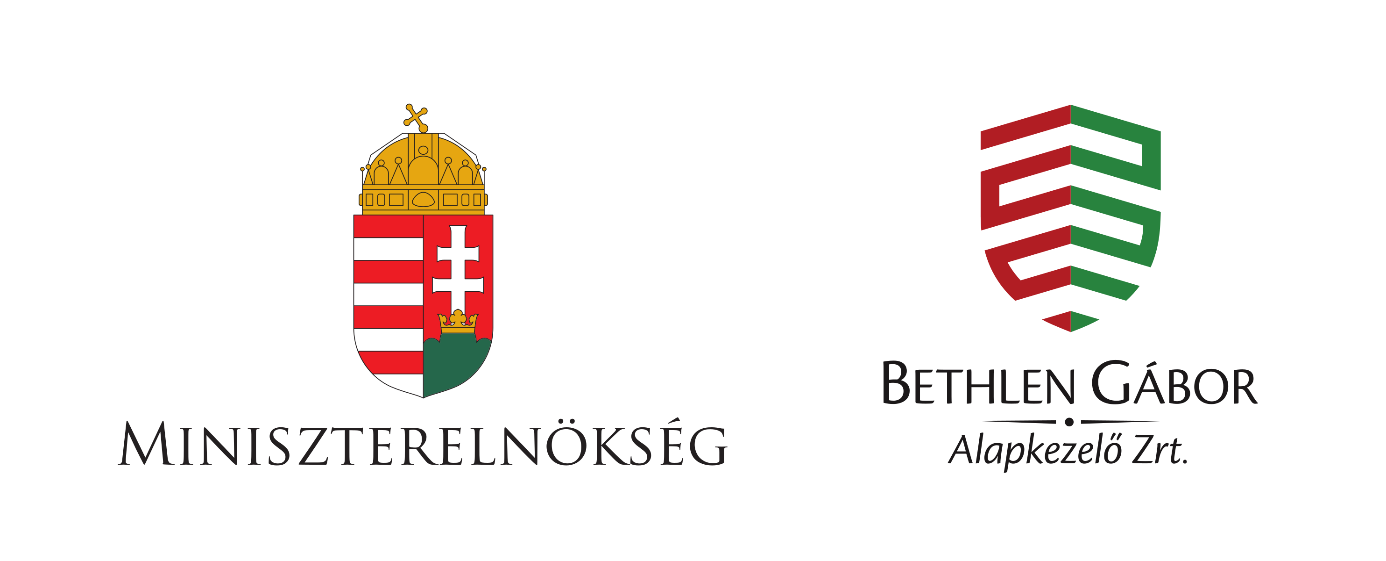 MINISZTERELNÖKSÉG
BETHLEN GÁBOR
Alapkezelő Zrt.